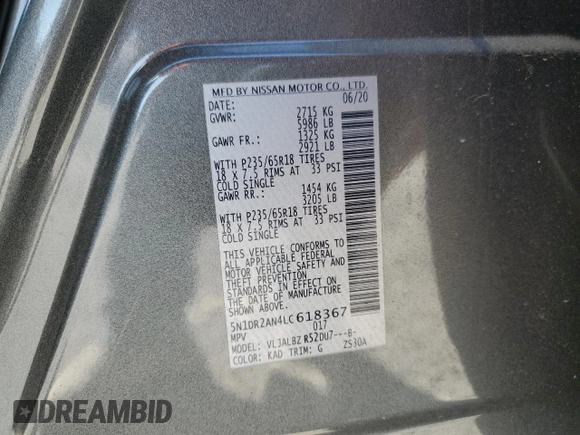 MFD BY NISSAN MOTOR CO., LTD.
DATE: 06/20
GVWR: 2715 KG
5986 LB
GAWR FR.: 1325 KG
2921 LB
WITH P235/65R18 TIRES
18 X 7.5 RIMS AT 33 PSI
COLD SINGLE
GAWR RR.: 1454 KG
3205 LB
WITH P235/65R18 TIRES
18 X 7.5 RIMS AT 33 PSI
COLD SINGLE
THIS VEHICLE CONFORMS TO
ALL APPLICABLE FEDERAL
MOTOR VEHICLE SAFETY AND
THEFT PREVENTION
STANDARDS IN EFFECT ON
THE DATE OF MANUFACTURE
SHOWN ABOVE.
5N1DR2AN4LC618367
MPV 017
MODEL: VLJALBZ R52DU7---B-
COLOR: KAD TRIM: G ZS30A
DREAMBID